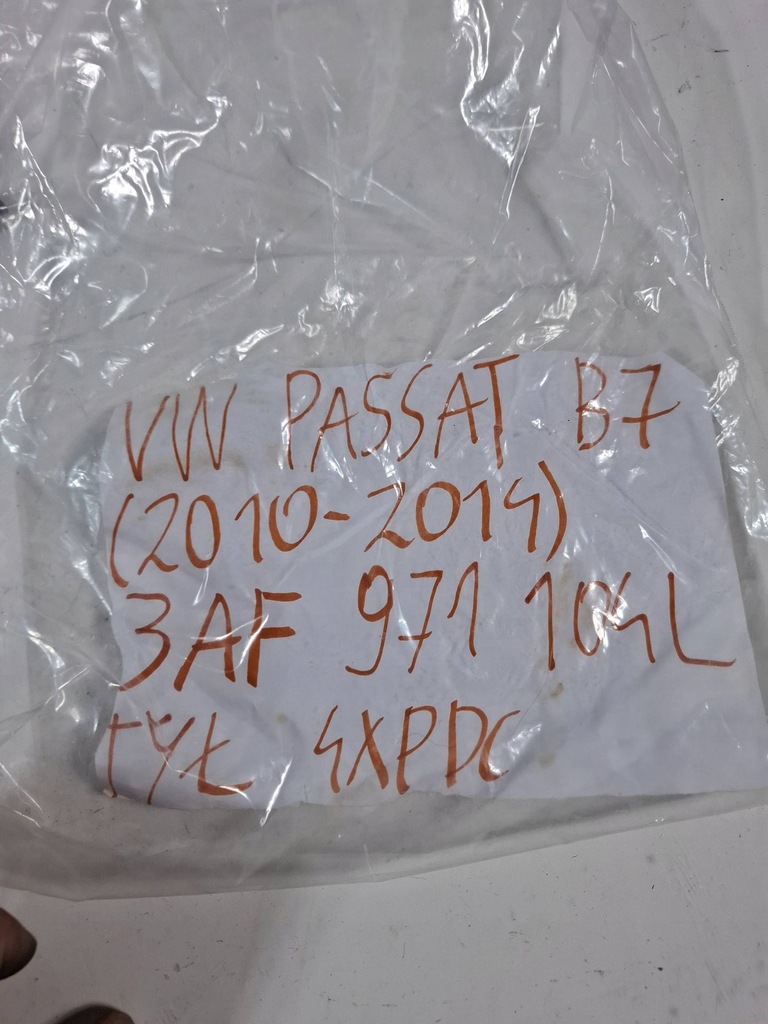 VW PASSAT B7
(2010-2014)
3AF 971 104L
TYŁ 4XPDC